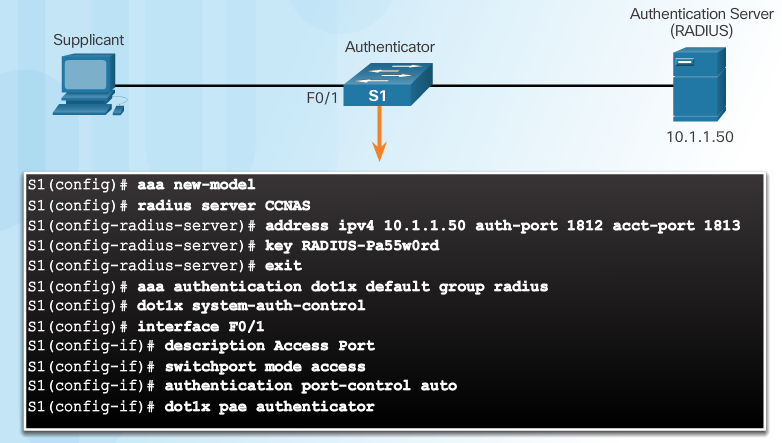 Authentication Server
(RADIUS)
Supplicant
Authenticator
F0/1
S1
10.1.1.50
S1(config)# aaa new-model
S1(config)# radius server CCNAS
S1(config-radius-server)# address ipv4 10.1.1.50 auth-port 1812 acct-port 1813
S1(config-radius-server)# key RADIUS-Pa55w0rd
S1(config-radius-server)# exit
S1(config)# aaa authentication dot1x default group radius
S1(config)# dot1x system-auth-control
S1(config)# interface F0/1
S1(config-if)# description Access Port
S1(config-if)# switchport mode access
S1(config-if)# authentication port-control auto
S1(config-if)# dot1x pae authenticator